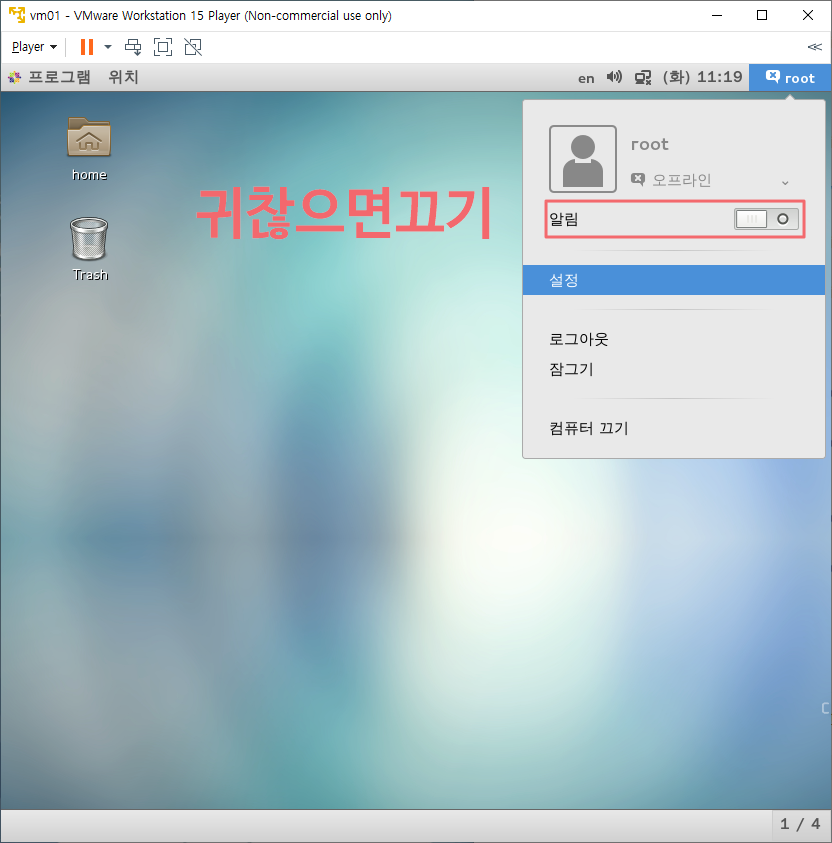 vm01 - VMware Workstation 15 Player (Non-commercial use only)
Player
프로그램 위치 en (화) 11:19 root
home
Trash
귀찮으면끄기
root
오프라인
알림
설정
로그아웃
잠그기
컴퓨터 끄기
C
1 / 4